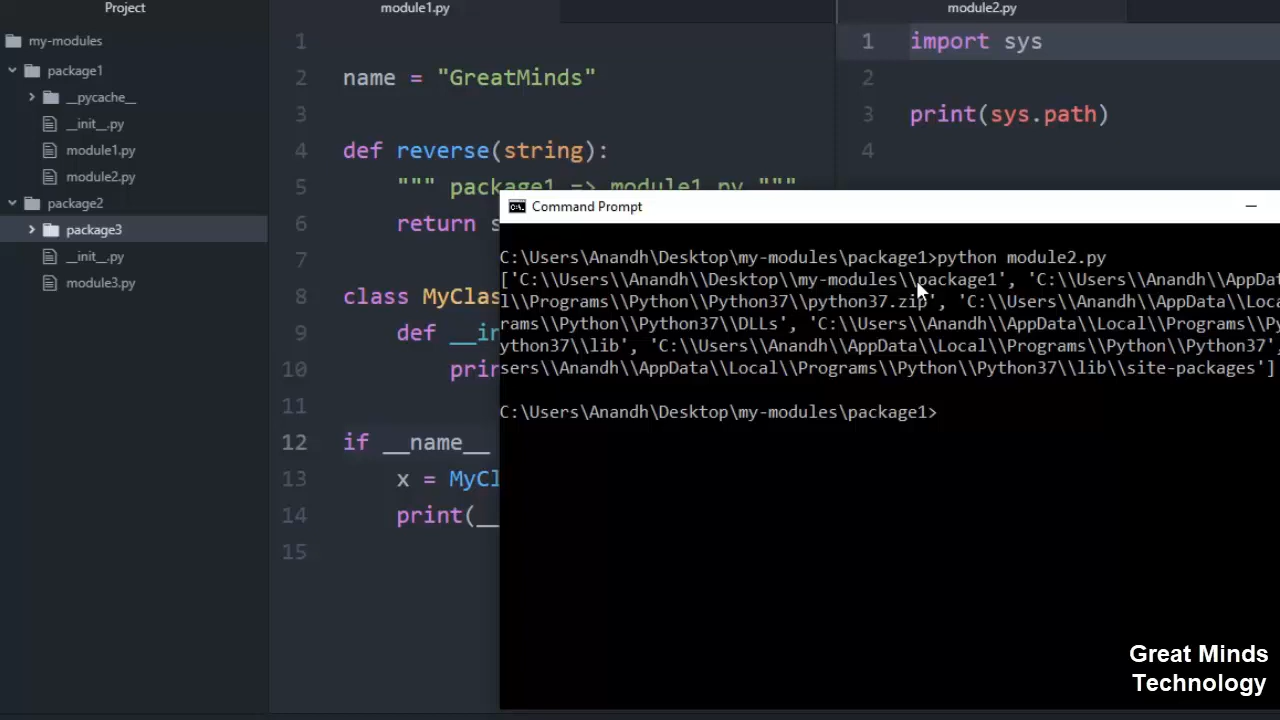 Project
my-modules
package1
__pycache__
__init__.py
module1.py
module2.py
package2
package3
__init__.py
module3.py
module1.py
1
2 name = "GreatMinds"
3
4 def reverse(string):
5 """ package1 => module1.py """
6 return s
7
8 class MyClas
9 def __in
10 prin
11
12 if __name__
13 x = MyCl
14 print(__
15
module2.py
1 import sys
2
3 print(sys.path)
4
Command Prompt
C:\Users\Anandh\Desktop\my-modules\package1>python module2.py
['C:\\Users\\Anandh\\Desktop\\my-modules\\package1', 'C:\\Users\\Anandh\\AppDat
l\\Programs\\Python\\Python37\\python37.zip', 'C:\\Users\\Anandh\\AppData\\Loca
rams\\Python\\Python37\\DLLs', 'C:\\Users\\Anandh\\AppData\\Local\\Programs\\Py
ython37\\lib', 'C:\\Users\\Anandh\\AppData\\Local\\Programs\\Python\\Python37',
sers\\Anandh\\AppData\\Local\\Programs\\Python\\Python37\\lib\\site-packages']
C:\Users\Anandh\Desktop\my-modules\package1>
Great Minds
Technology